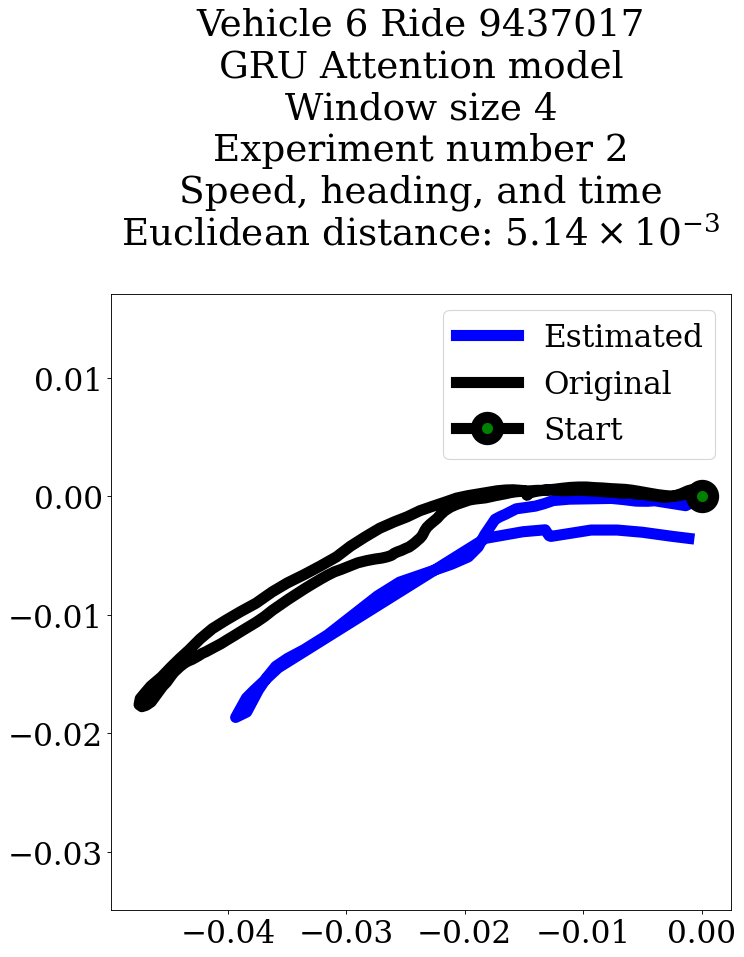 Vehicle 6 Ride 9437017
GRU Attention model
Window size 4
Experiment number 2
Speed, heading, and time
Euclidean distance: 5.14 × 10⁻³
Estimated
Original
Start
0.01
0.00
−0.01
−0.02
−0.03
−0.04 −0.03 −0.02 −0.01 0.00